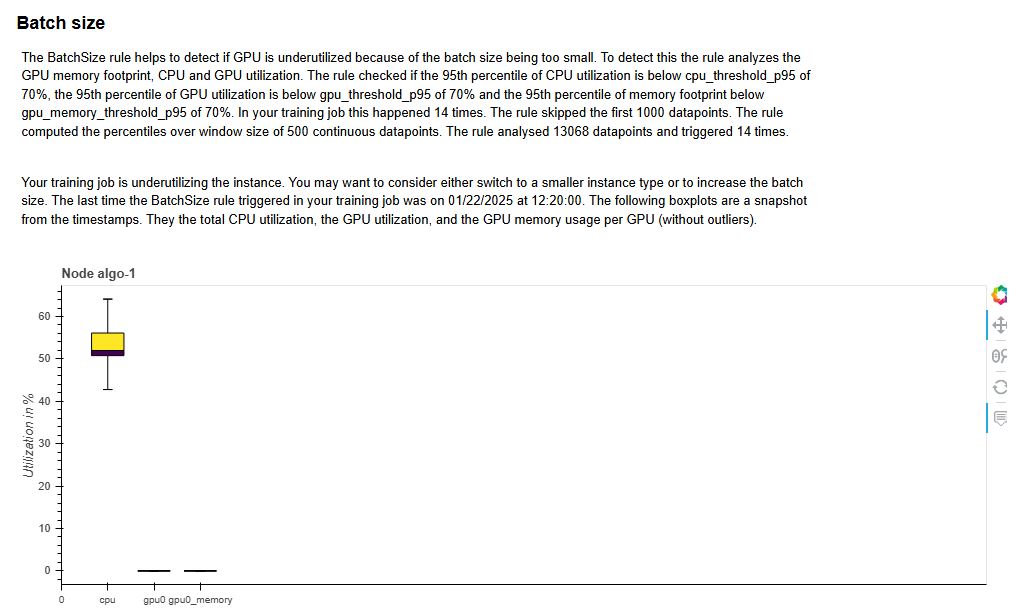 Batch size
The BatchSize rule helps to detect if GPU is underutilized because of the batch size being too small. To detect this the rule analyzes the
GPU memory footprint, CPU and GPU utilization. The rule checked if the 95th percentile of CPU utilization is below cpu_threshold_p95 of
70%, the 95th percentile of GPU utilization is below gpu_threshold_p95 of 70% and the 95th percentile of memory footprint below
gpu_memory_threshold_p95 of 70%. In your training job this happened 14 times. The rule skipped the first 1000 datapoints. The rule
computed the percentiles over window size of 500 continuous datapoints. The rule analysed 13068 datapoints and triggered 14 times.
Your training job is underutilizing the instance. You may want to consider either switch to a smaller instance type or to increase the batch
size. The last time the BatchSize rule triggered in your training job was on 01/22/2025 at 12:20:00. The following boxplots are a snapshot
from the timestamps. They the total CPU utilization, the GPU utilization, and the GPU memory usage per GPU (without outliers).
Node algo-1
Utilization in %
60
50
40
30
20
10
0
0 cpu gpu0 gpu0_memory